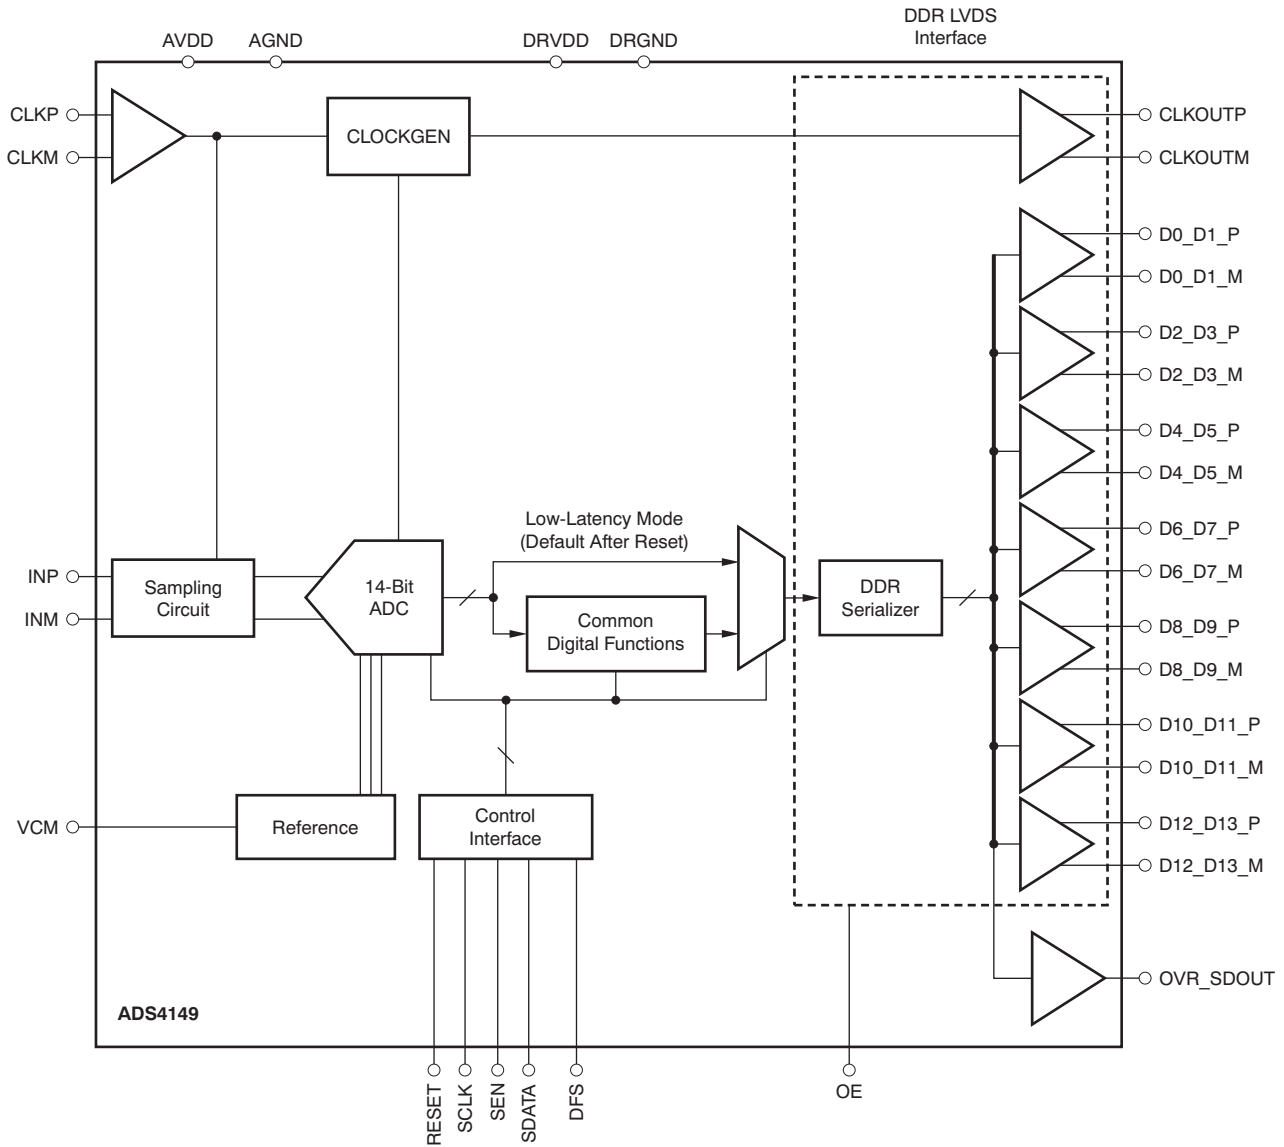 DDR LVDS
Interface
AVDD
AGND
DRVDD
DRGND
CLKP
CLKM
CLOCKGEN
CLKOUTP
CLKOUTM
D0_D1_P
D0_D1_M
D2_D3_P
D2_D3_M
D4_D5_P
D4_D5_M
Low-Latency Mode
(Default After Reset)
D6_D7_P
D6_D7_M
INP
INM
Sampling
Circuit
14-Bit
ADC
Common
Digital Functions
DDR
Serializer
D8_D9_P
D8_D9_M
D10_D11_P
D10_D11_M
VCM
Reference
Control
Interface
D12_D13_P
D12_D13_M
OVR_SDOUT
ADS4149
RESET
SCLK
SEN
SDATA
DFS
OE